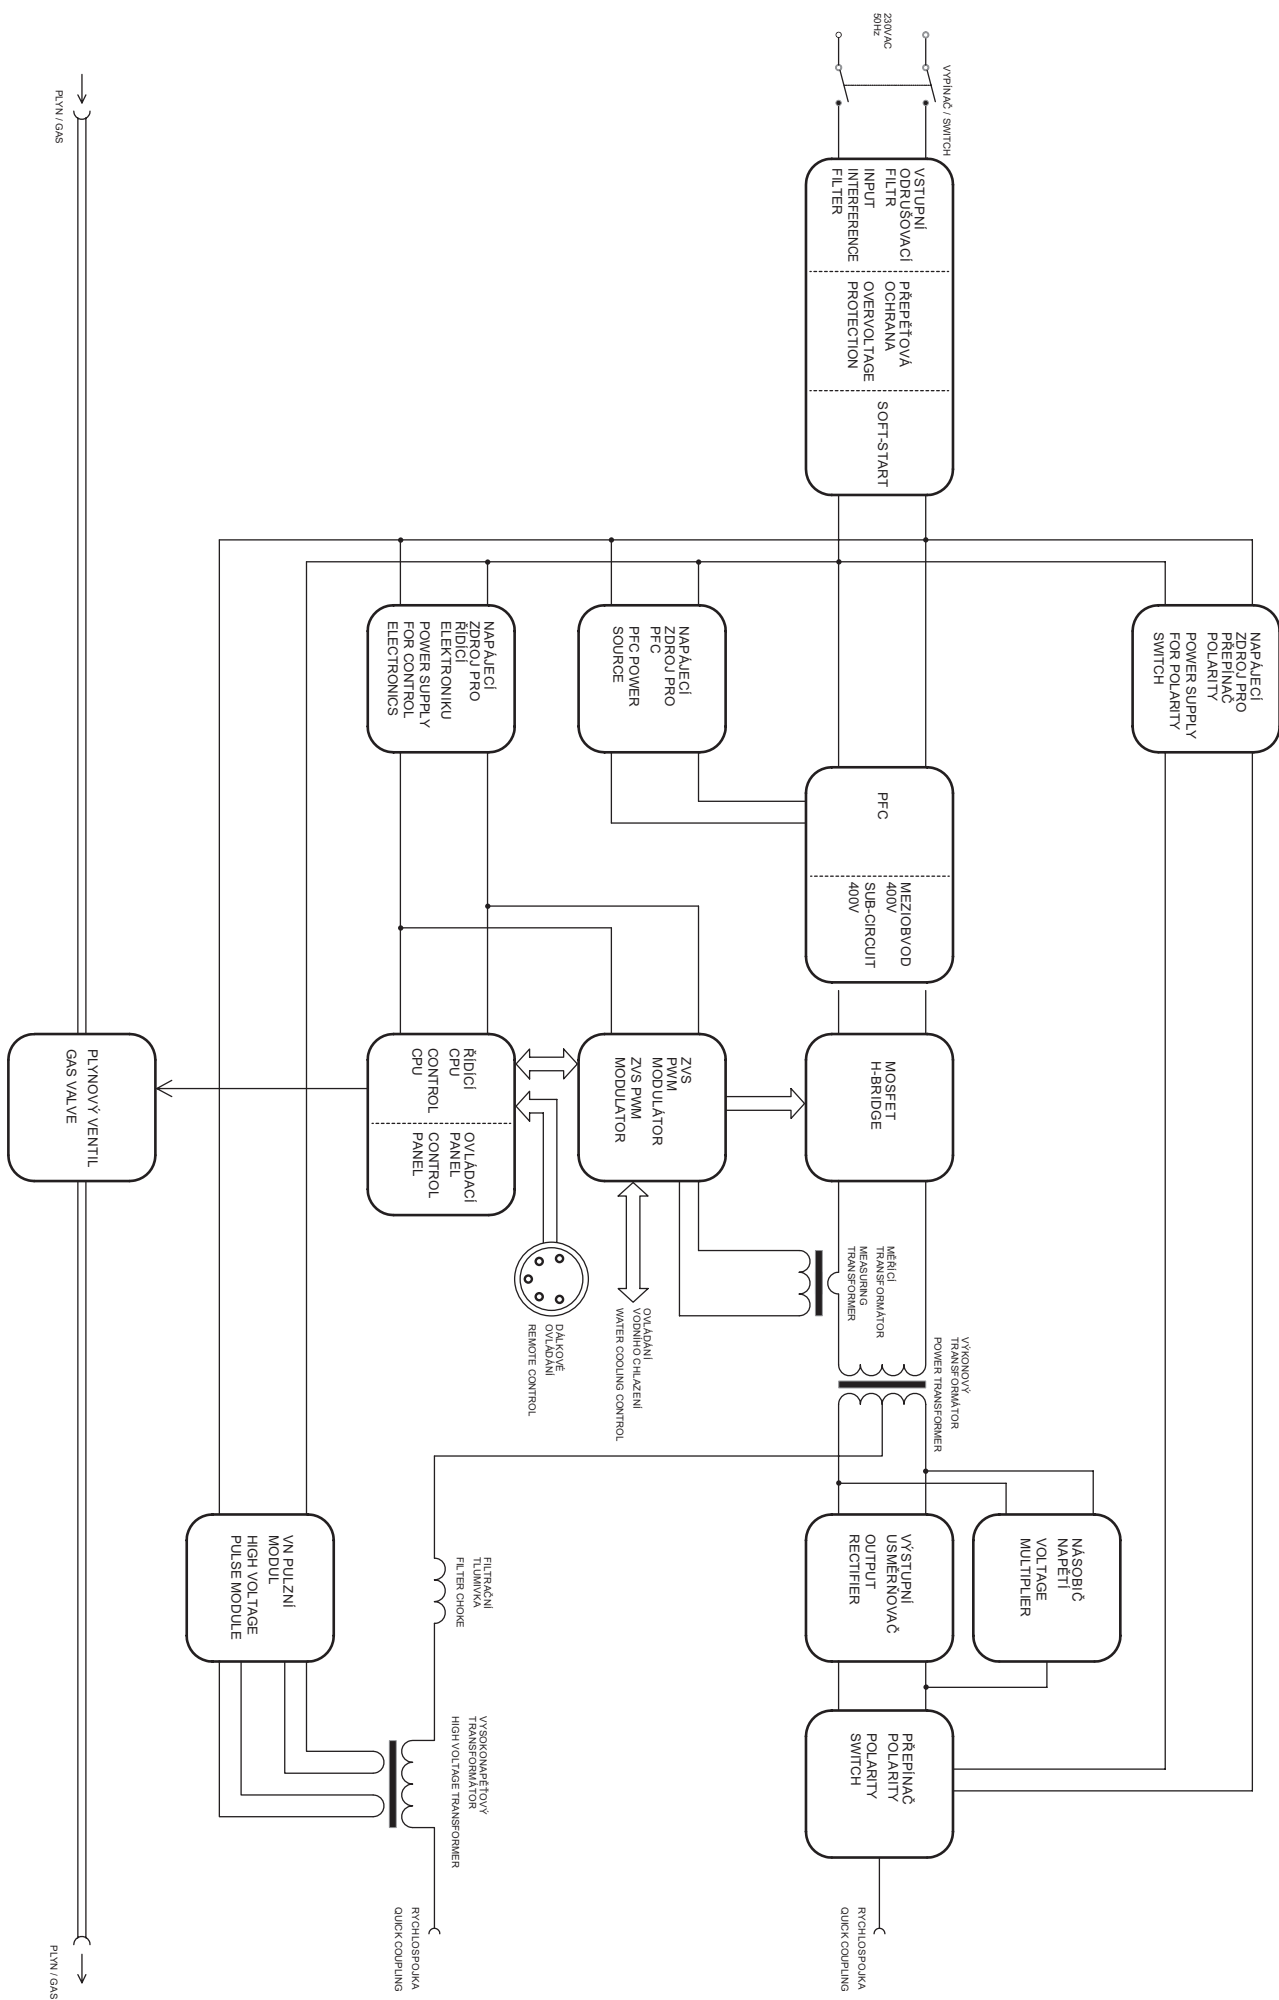 230VAC
50Hz
VYPÍNAČ / SWITCH
VSTUPNÍ
ODRUŠOVACÍ
FILTR
INPUT
INTERFERENCE
FILTER
PŘEPĚŤOVÁ
OCHRANA
OVERVOLTAGE
PROTECTION
SOFT-START
NAPÁJECÍ
ZDROJ PRO
PŘEPÍNAČ
POLARITY
POWER SUPPLY
FOR POLARITY
SWITCH
NAPÁJECÍ
ZDROJ PRO
PFC
PFC POWER
SOURCE
NAPÁJECÍ
ZDROJ PRO
ŘÍDÍCÍ
ELEKTRONIKU
POWER SUPPLY
FOR CONTROL
ELECTRONICS
PFC
MEZIOBVOD
400V
SUB-CIRCUIT
400V
MOSFET
H-BRIDGE
ZVS
PWM
MODULÁTOR
ZVS PWM
MODULATOR
ŘÍDÍCÍ
CPU
CONTROL
CPU
OVLÁDACÍ
PANEL
CONTROL
PANEL
PLYNOVÝ VENTIL
GAS VALVE
MĚŘÍCÍ
TRANSFORMÁTOR
MEASURING
TRANSFORMER
VÝKONOVÝ
TRANSFORMÁTOR
POWER TRANSFORMER
OVLÁDÁNÍ
VODNÍHO CHLAZENÍ
WATER COOLING CONTROL
DÁLKOVÉ
OVLÁDÁNÍ
REMOTE CONTROL
NÁSOBIČ
NAPĚTÍ
VOLTAGE
MULTIPLIER
VÝSTUPNÍ
USMĚRŇOVAČ
OUTPUT
RECTIFIER
FILTRAČNÍ
TLUMIVKA
FILTER CHOKE
VN PULZNÍ
MODUL
HIGH VOLTAGE
PULSE MODULE
PŘEPÍNAČ
POLARITY
POLARITY
SWITCH
VYSOKONAPĚŤOVÝ
TRANSFORMÁTOR
HIGH VOLTAGE TRANSFORMER
RYCHLOSPOJKA
QUICK COUPLING
RYCHLOSPOJKA
QUICK COUPLING
PLYN / GAS
PLYN / GAS